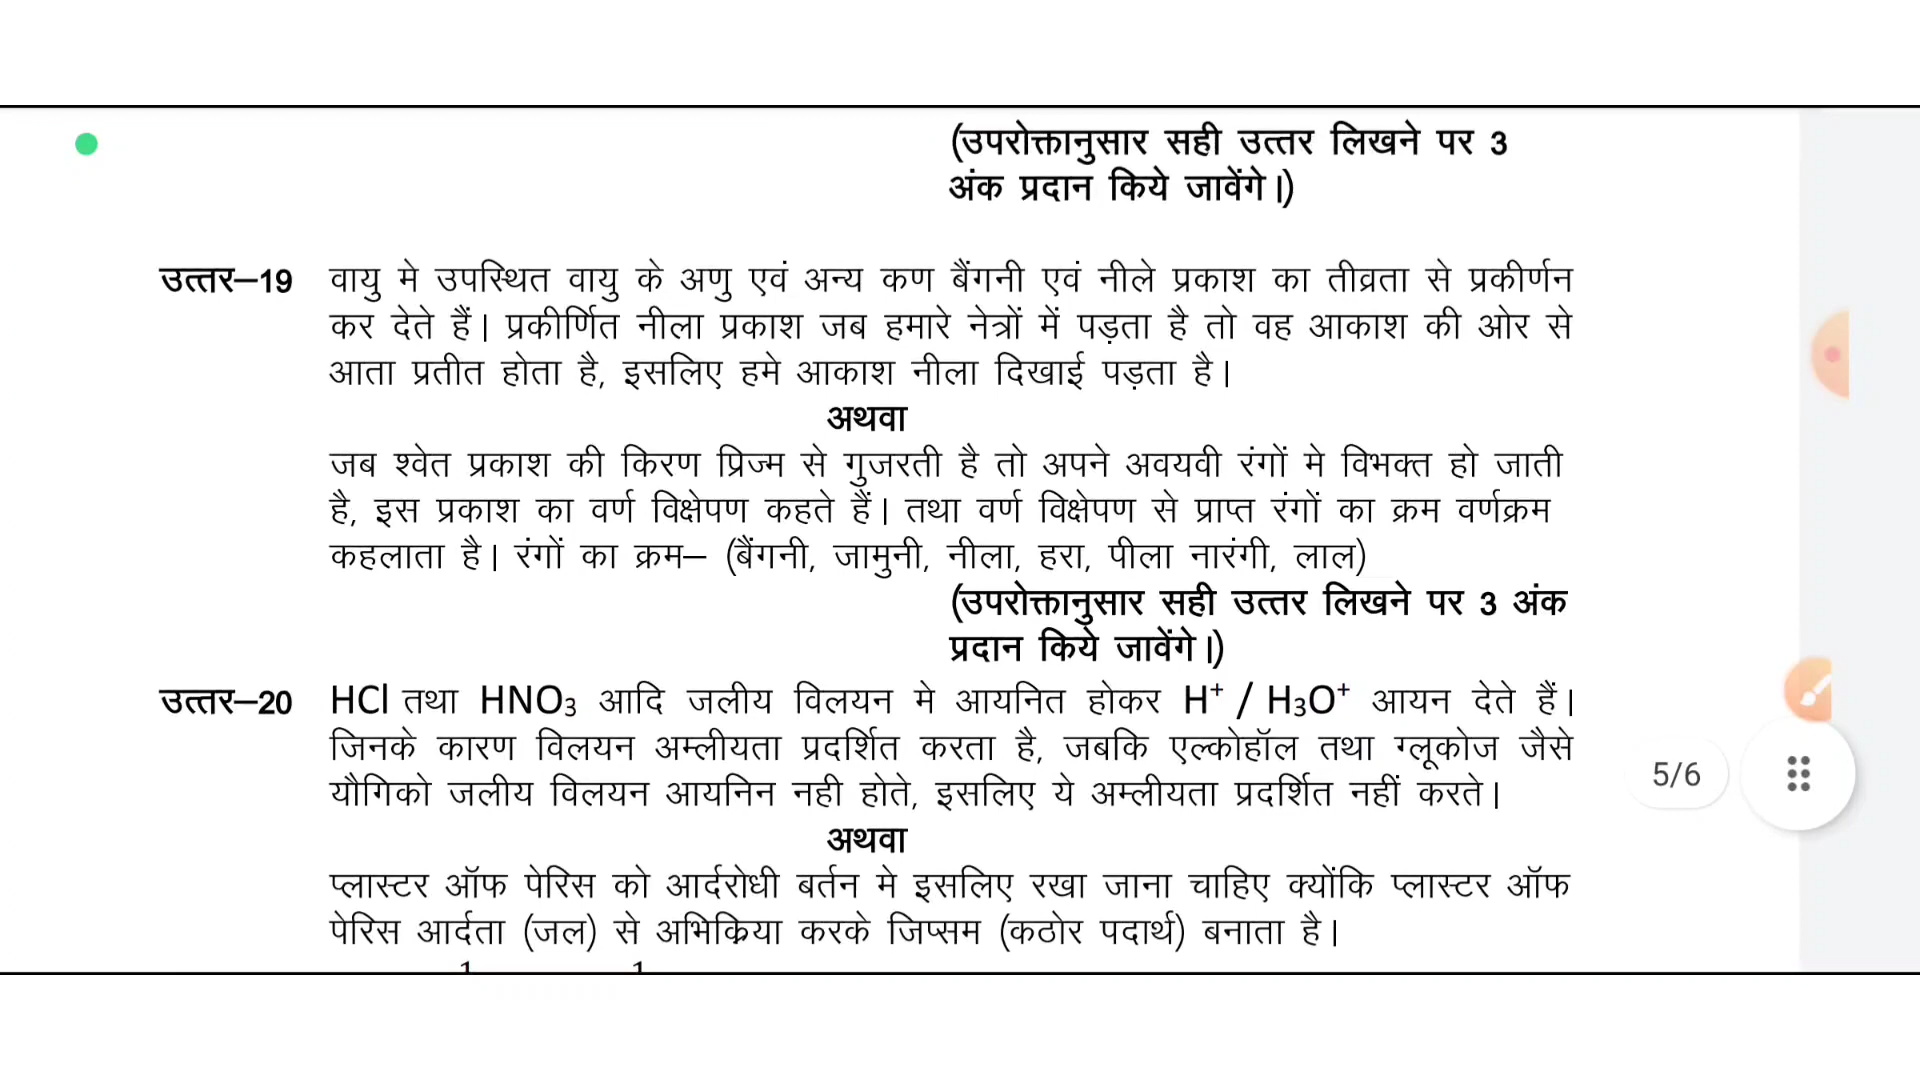 (उपरोक्तानुसार सही उत्तर लिखने पर 3
अंक प्रदान किये जावेंगे।)
उत्तर–19 वायु मे उपस्थित वायु के अणु एवं अन्य कण बैंगनी एवं नीले प्रकाश का तीव्रता से प्रकीर्णन
कर देते हैं। प्रकीर्णित नीला प्रकाश जब हमारे नेत्रों में पड़ता है तो वह आकाश की ओर से
आता प्रतीत होता है, इसलिए हमे आकाश नीला दिखाई पड़ता है।
अथवा
जब श्वेत प्रकाश की किरण प्रिज्म से गुजरती है तो अपने अवयवी रंगों मे विभक्त हो जाती
है, इस प्रकाश का वर्ण विक्षेपण कहते हैं। तथा वर्ण विक्षेपण से प्राप्त रंगों का क्रम वर्णक्रम
कहलाता है। रंगों का क्रम– (बैंगनी, जामुनी, नीला, हरा, पीला नारंगी, लाल)
(उपरोक्तानुसार सही उत्तर लिखने पर 3 अंक
प्रदान किये जावेंगे।)
उत्तर–20 HCl तथा HNO₃ आदि जलीय विलयन मे आयनित होकर H⁺ / H₃O⁺ आयन देते हैं।
जिनके कारण विलयन अम्लीयता प्रदर्शित करता है, जबकि एल्कोहॉल तथा ग्लूकोज जैसे
यौगिको जलीय विलयन आयनिन नही होते, इसलिए ये अम्लीयता प्रदर्शित नहीं करते।
5/6
अथवा
प्लास्टर ऑफ पेरिस को आर्दरोधी बर्तन मे इसलिए रखा जाना चाहिए क्योंकि प्लास्टर ऑफ
पेरिस आर्दता (जल) से अभिक्रिया करके जिप्सम (कठोर पदार्थ) बनाता है।